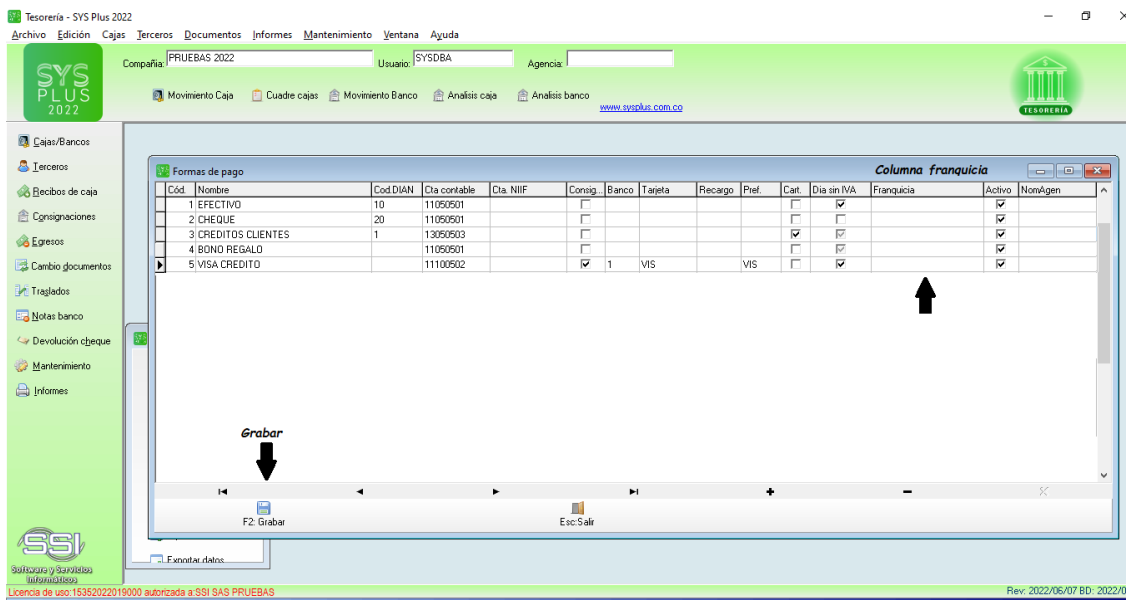 Tesorería - SYS Plus 2022
Archivo Edición Cajas Terceros Documentos Informes Mantenimiento Ventana Ayuda
SYS
PLUS
2022
Compañia: PRUEBAS 2022 Usuario: SYSDBA Agencia:
Movimiento Caja Cuadre cajas Movimiento Banco Analisis caja Analisis banco
www.sysplus.com.co
TESORERÍA
Cajas/Bancos
Terceros
Recibos de caja
Consignaciones
Egresos
Cambio documentos
Traslados
Notas banco
Devolución cheque
Mantenimiento
Informes
Formas de pago Columna franquicia
Cód. Nombre Cod.DIAN Cta contable Cta. NIIF Consig... Banco Tarjeta Recargo Pref. Cart. Dia sin IVA Franquicia Activo NomAgen
1 EFECTIVO 10 11050501
2 CHEQUE 20 11050501
3 CREDITOS CLIENTES 1 13050503
4 BONO REGALO 11050501
5 VISA CREDITO 11100502 1 VIS VIS
Grabar
F2: Grabar Esc:Salir
Exportar datos
SSI
Software y Servicios
Informáticos
Licencia de uso:15352022019000 autorizada a:SSI SAS PRUEBAS Rev: 2022/06/07 BD: 2022/0